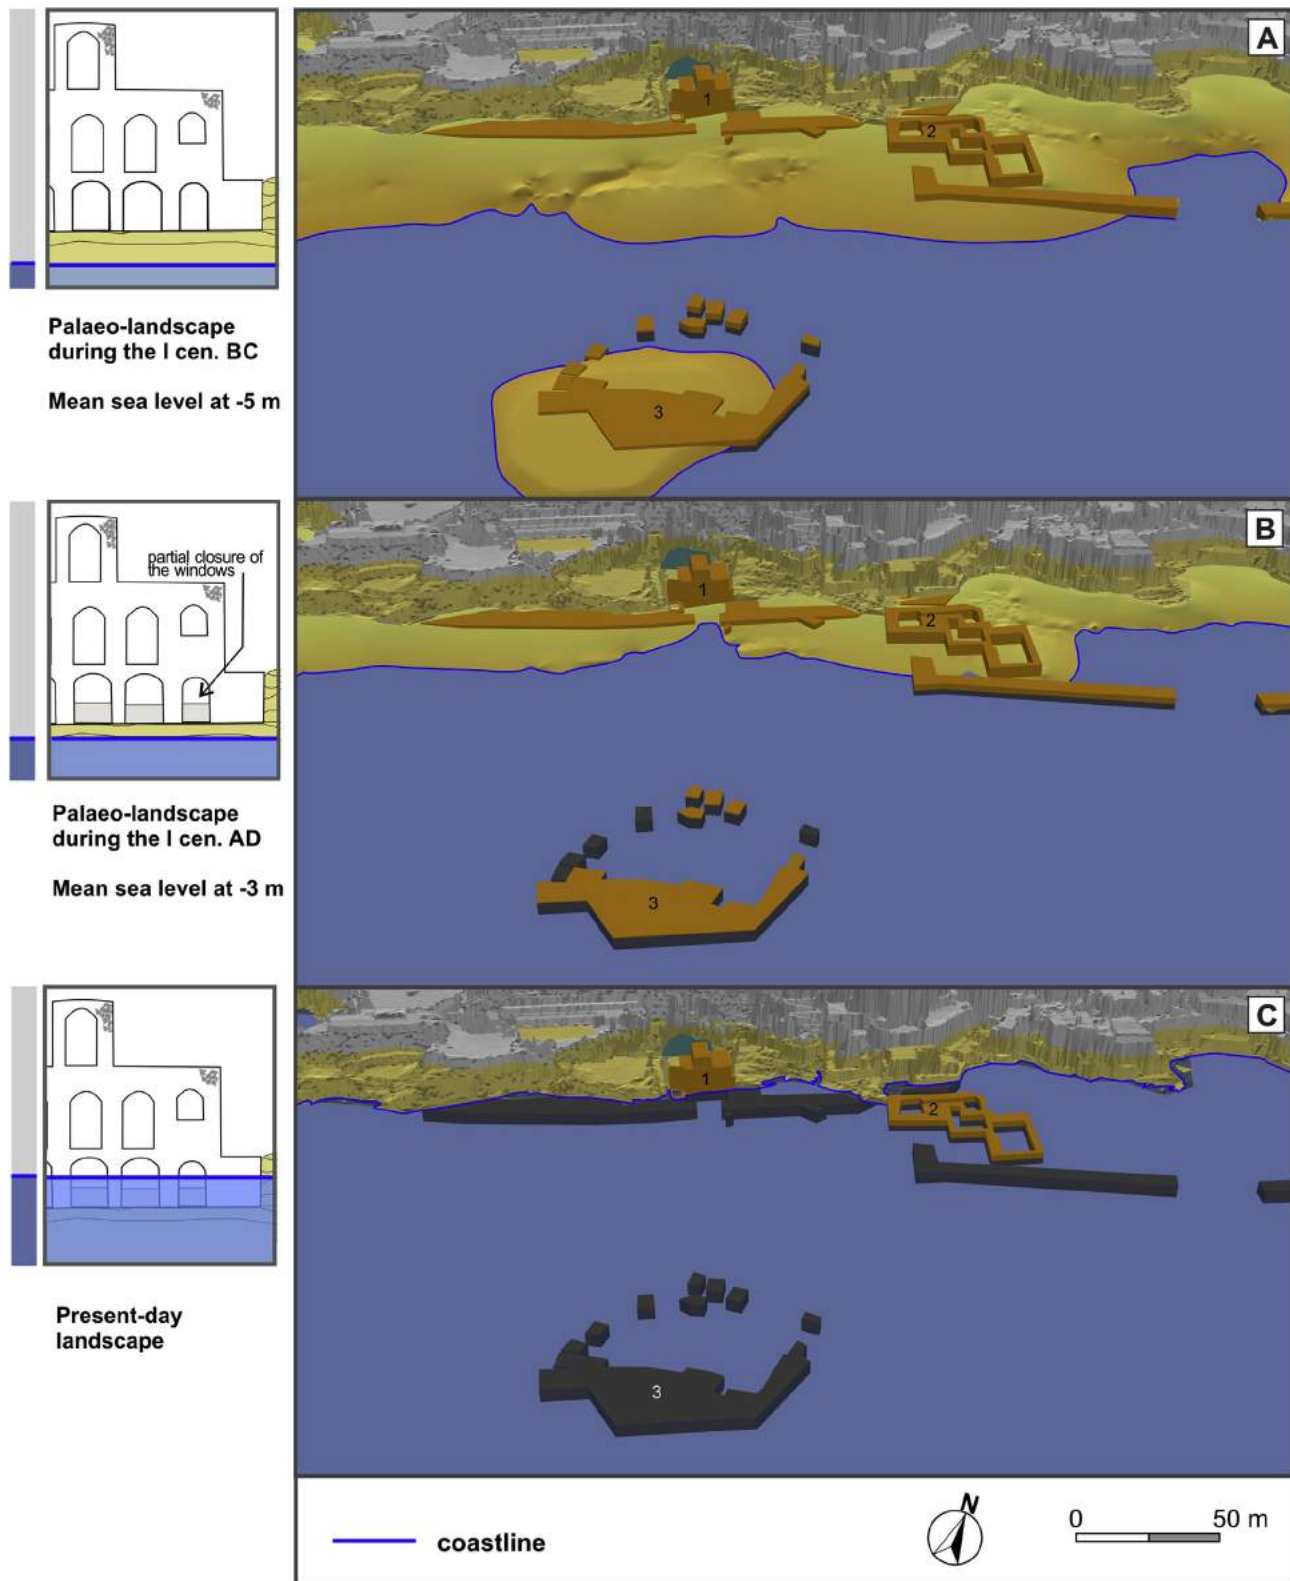 A
1
2
3
Palaeo-landscape
during the I cen. BC
Mean sea level at -5 m
B
partial closure of
the windows
1
2
3
Palaeo-landscape
during the I cen. AD
Mean sea level at -3 m
C
1
2
3
Present-day
landscape
coastline
N
0 50 m